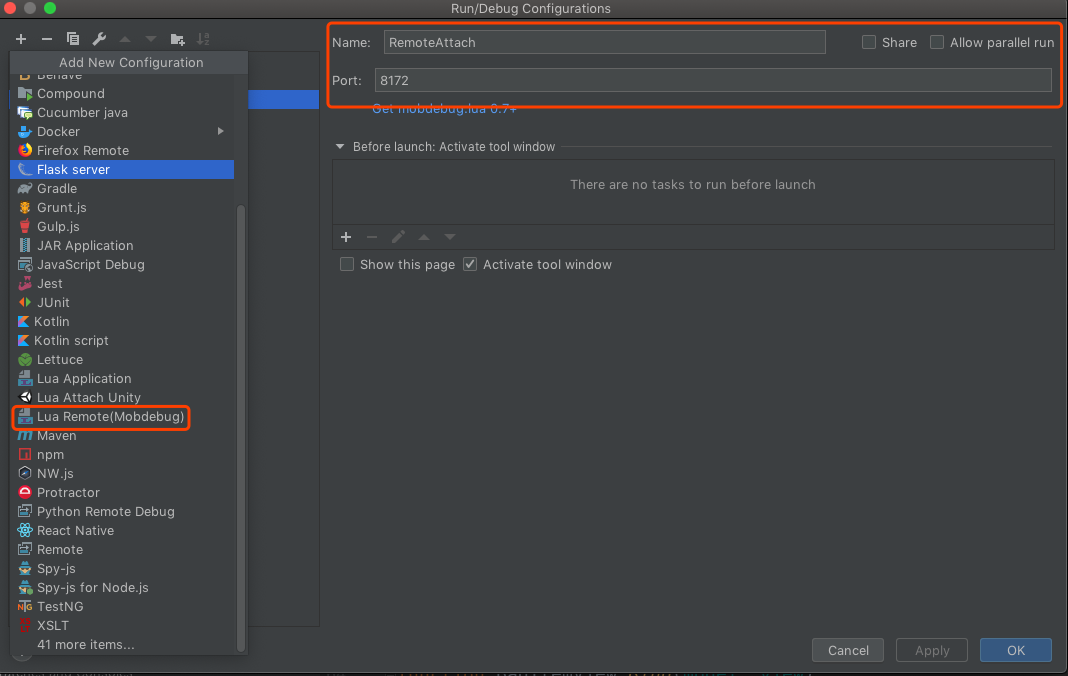 Run/Debug Configurations
Add New Configuration
Behave
Compound
Cucumber java
Docker
Firefox Remote
Flask server
Gradle
Grunt.js
Gulp.js
JAR Application
JavaScript Debug
Jest
JUnit
Kotlin
Kotlin script
Lettuce
Lua Application
Lua Attach Unity
Lua Remote(Mobdebug)
Maven
npm
NW.js
Protractor
Python Remote Debug
React Native
Remote
Spy-js
Spy-js for Node.js
TestNG
XSLT
41 more items...
Name: RemoteAttach Share Allow parallel run
Port: 8172
Get mobdebug.lua 0.7+
Before launch: Activate tool window
There are no tasks to run before launch
Show this page Activate tool window
Cancel Apply OK